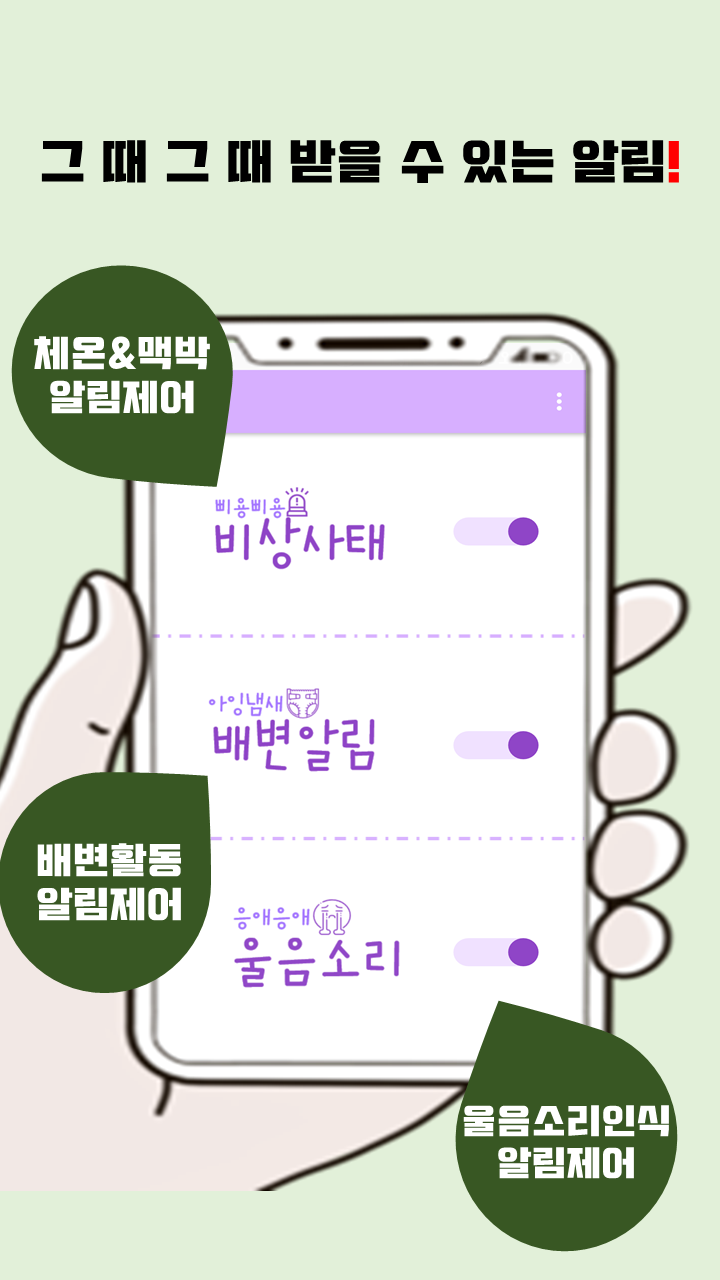 그 때 그 때 받을 수 있는 알림!
체온&맥박
알림제어
삐용삐용
비상사태
아잉냄새
배변알림
배변활동
알림제어
응애응애
울음소리
울음소리인식
알림제어